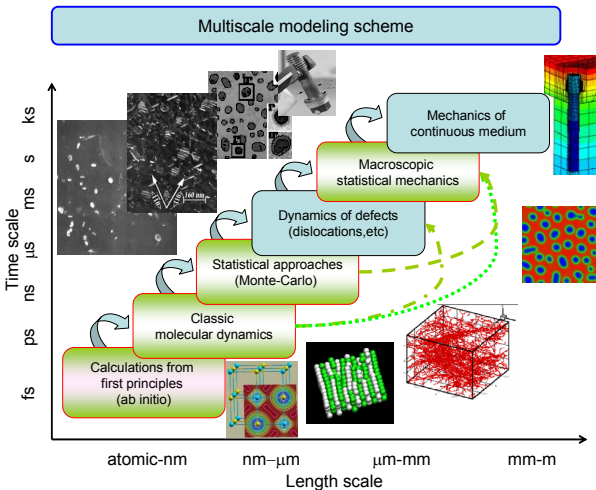 Multiscale modeling scheme
Time scale
ks
s
ms
μs
ns
ps
fs
Mechanics of
continuous medium
Macroscopic
statistical mechanics
Dynamics of defects
(dislocations,etc)
Statistical approaches
(Monte-Carlo)
Classic
molecular dynamics
Calculations from
first principles
(ab initio)
160 nm
atomic-nm
nm–μm
μm-mm
mm-m
Length scale